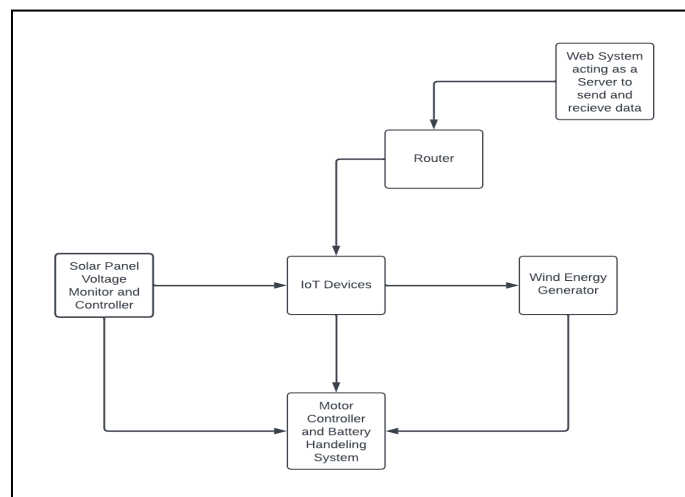 Web System
acting as a
Server to
send and
recieve data
Router
Solar Panel
Voltage
Monitor and
Controller
IoT Devices
Wind Energy
Generator
Motor
Controller
and Battery
Handeling
System